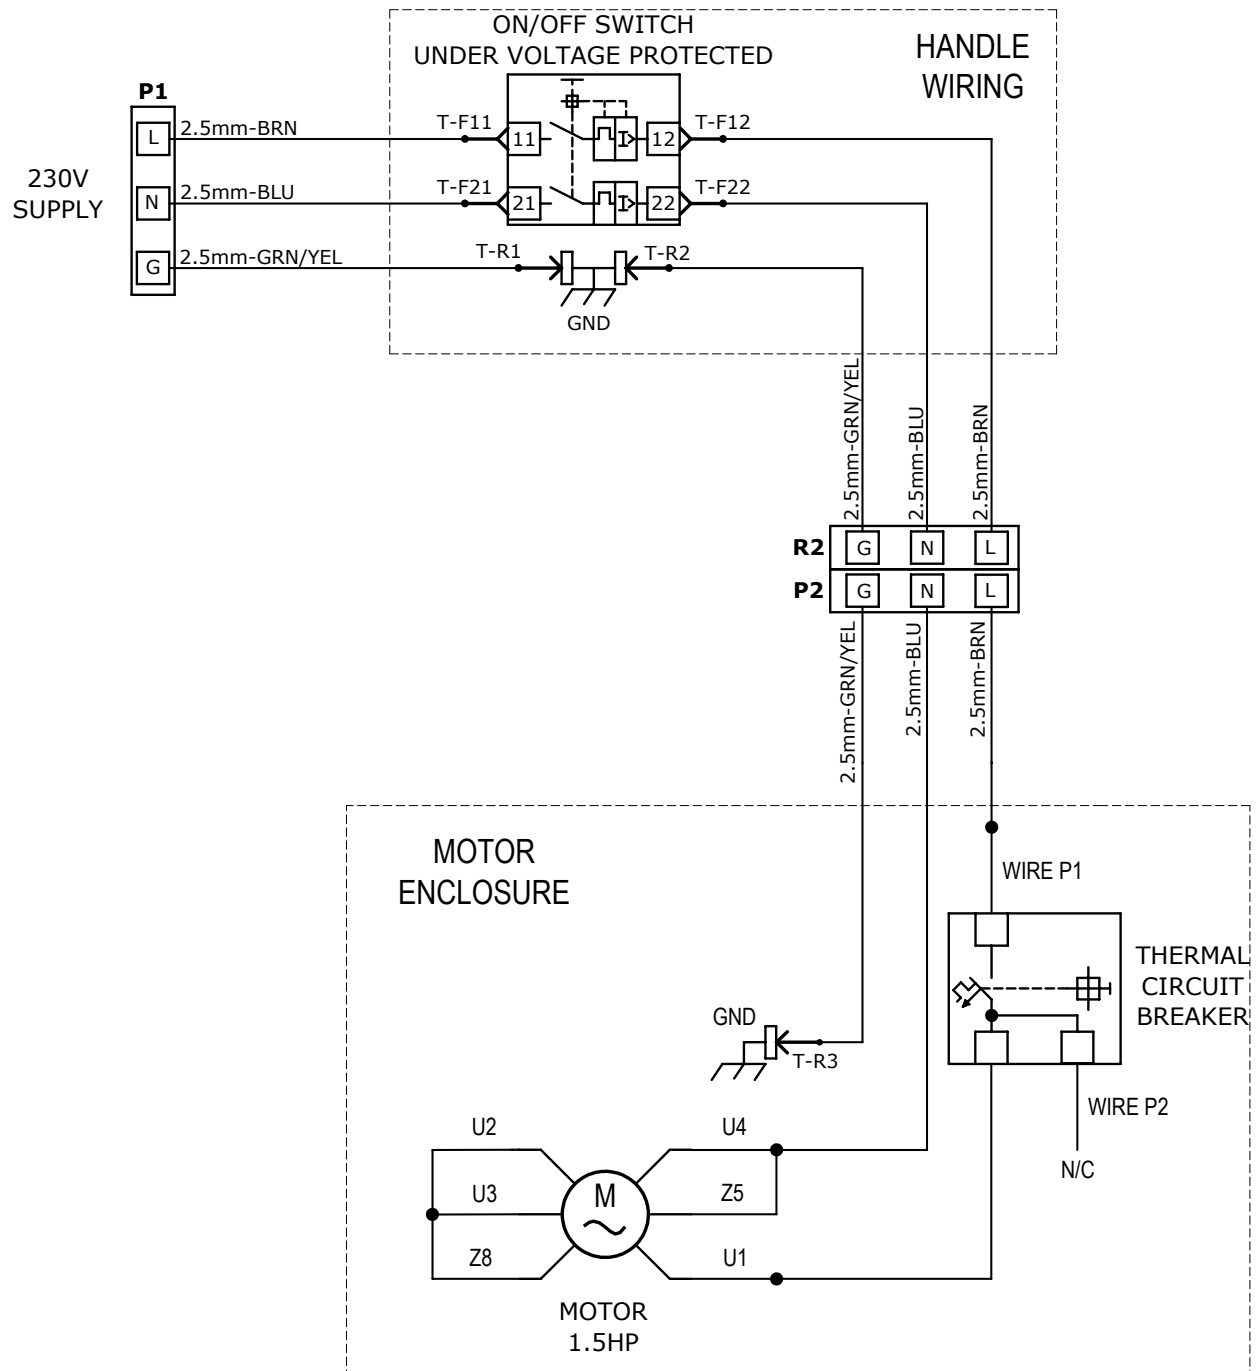 ON/OFF SWITCH
UNDER VOLTAGE PROTECTED
HANDLE
WIRING
P1
230V
SUPPLY
L
2.5mm-BRN
T-F11
11
12
T-F12
N
2.5mm-BLU
T-F21
21
22
T-F22
G
2.5mm-GRN/YEL
T-R1
T-R2
GND
2.5mm-GRN/YEL
2.5mm-BLU
2.5mm-BRN
R2
G
N
L
P2
G
N
L
2.5mm-GRN/YEL
2.5mm-BLU
2.5mm-BRN
MOTOR
ENCLOSURE
WIRE P1
THERMAL
CIRCUIT
BREAKER
GND
T-R3
WIRE P2
N/C
U2
U4
U3
M
Z5
Z8
U1
MOTOR
1.5HP